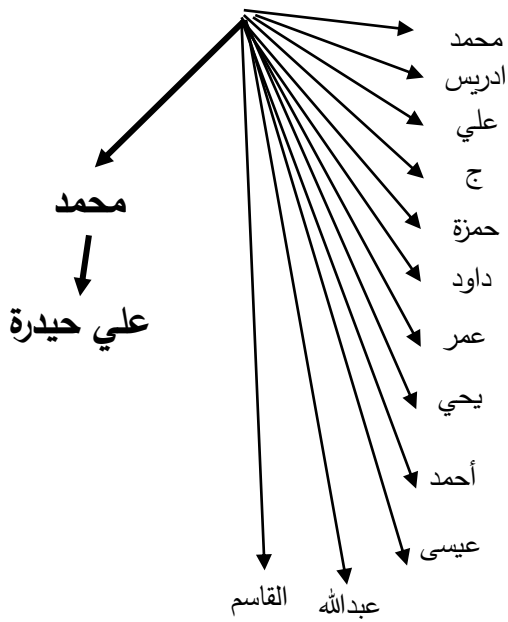 محمد
ادريس
علي
ج
حمزة
داود
عمر
يحي
أحمد
عيسى
عبدالله
القاسم
محمد
علي حيدرة